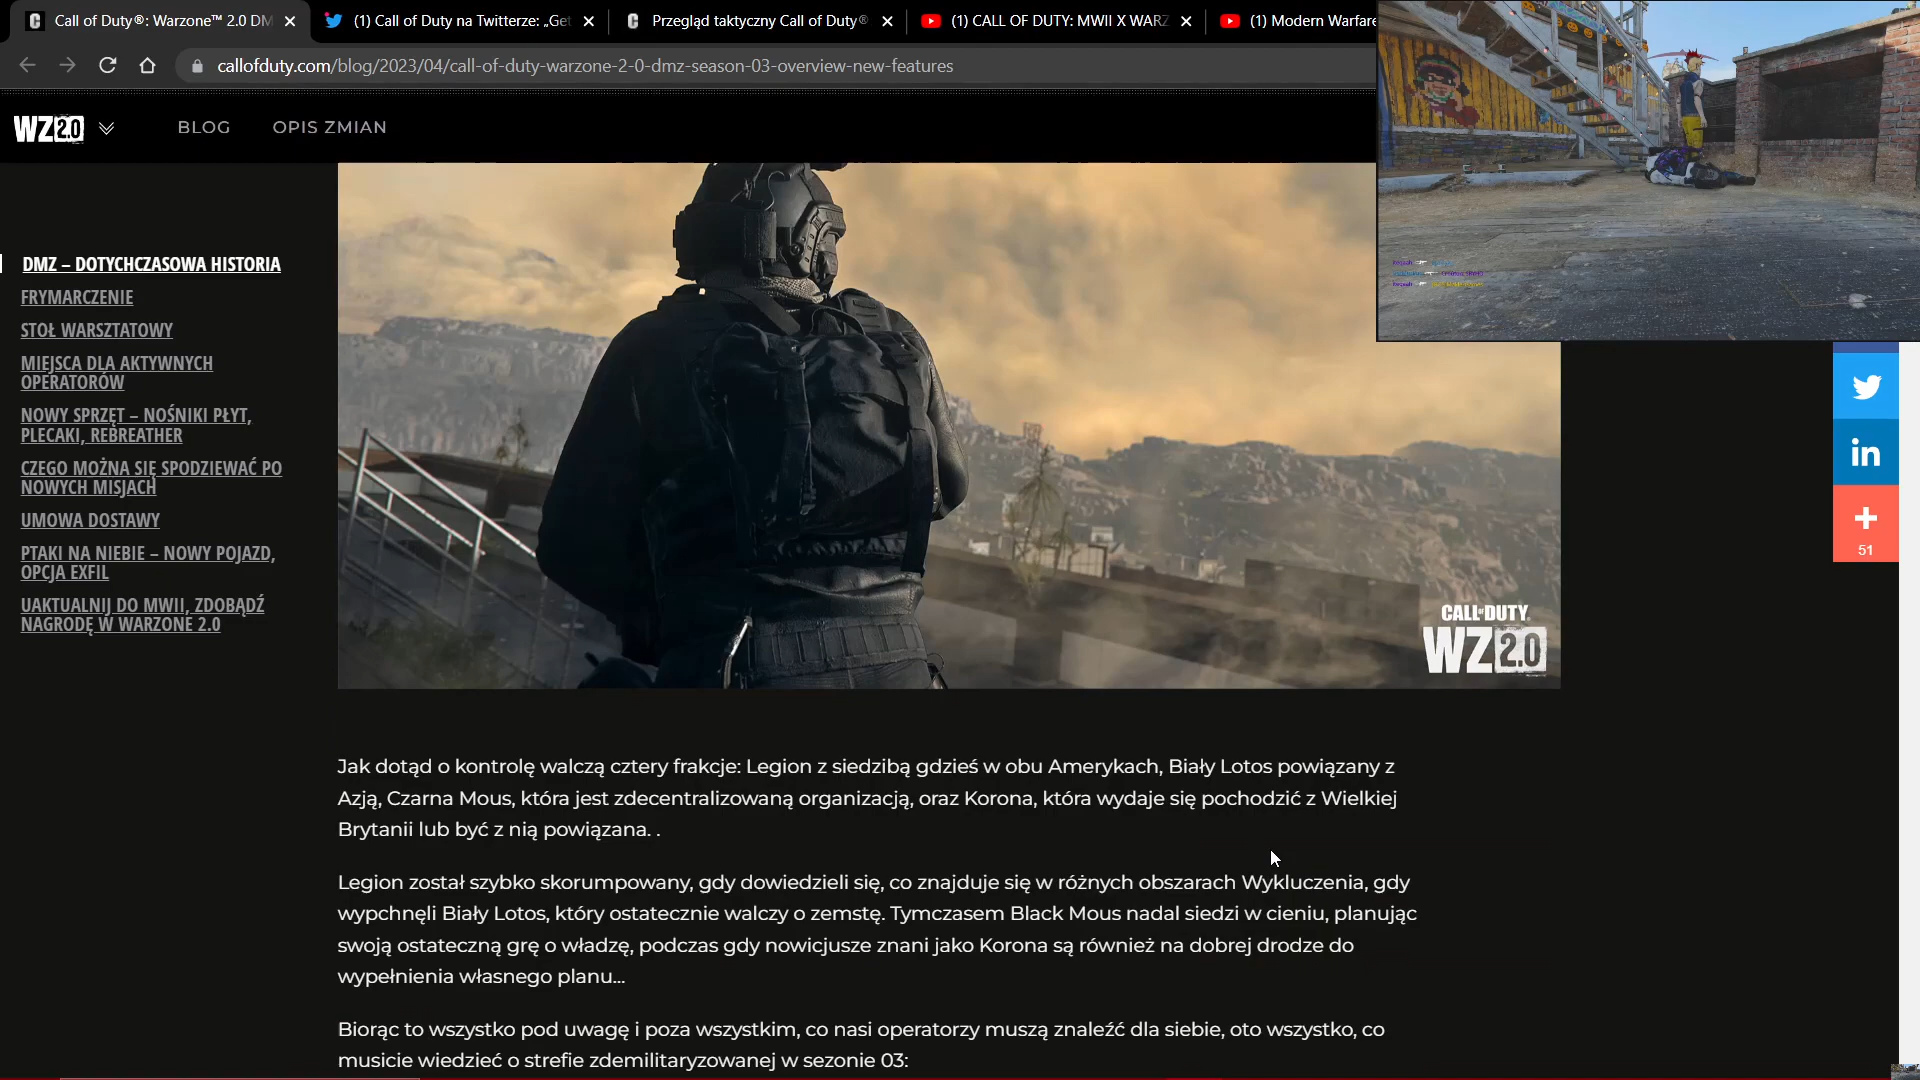 Call of Duty®: Warzone™ 2.0 DM
(1) Call of Duty na Twitterze: „Get
Przegląd taktyczny Call of Duty®
(1) CALL OF DUTY: MWII X WARZ
(1) Modern Warfare
callofduty.com/blog/2023/04/call-of-duty-warzone-2-0-dmz-season-03-overview-new-features
WZ 2.0
BLOG
OPIS ZMIAN
DMZ – DOTYCHCZASOWA HISTORIA
FRYMARCZENIE
STOŁ WARSZTATOWY
MIEJSCA DLA AKTYWNYCH
OPERATORÓW
NOWY SPRZĘT – NOŚNIKI PŁYT,
PLECAKI, REBREATHER
CZEGO MOŻNA SIĘ SPODZIEWAĆ PO
NOWYCH MISJACH
UMOWA DOSTAWY
PTAKI NA NIEBIE – NOWY POJAZD,
OPCJA EXFIL
UAKTUALNIJ DO MWII, ZDOBĄDŹ
NAGRODĘ W WARZONE 2.0
CALL OF DUTY
WZ 2.0
in
51
Jak dotąd o kontrolę walczą cztery frakcje: Legion z siedzibą gdzieś w obu Amerykach, Biały Lotos powiązany z
Azją, Czarna Mous, która jest zdecentralizowaną organizacją, oraz Korona, która wydaje się pochodzić z Wielkiej
Brytanii lub być z nią powiązana. .
Legion został szybko skorumpowany, gdy dowiedzieli się, co znajduje się w różnych obszarach Wykluczenia, gdy
wypchnęli Biały Lotos, który ostatecznie walczy o zemstę. Tymczasem Black Mous nadal siedzi w cieniu, planując
swoją ostateczną grę o władzę, podczas gdy nowicjusze znani jako Korona są również na dobrej drodze do
wypełnienia własnego planu...
Biorąc to wszystko pod uwagę i poza wszystkim, co nasi operatorzy muszą znaleźć dla siebie, oto wszystko, co
musicie wiedzieć o strefie zdemilitaryzowanej w sezonie 03: